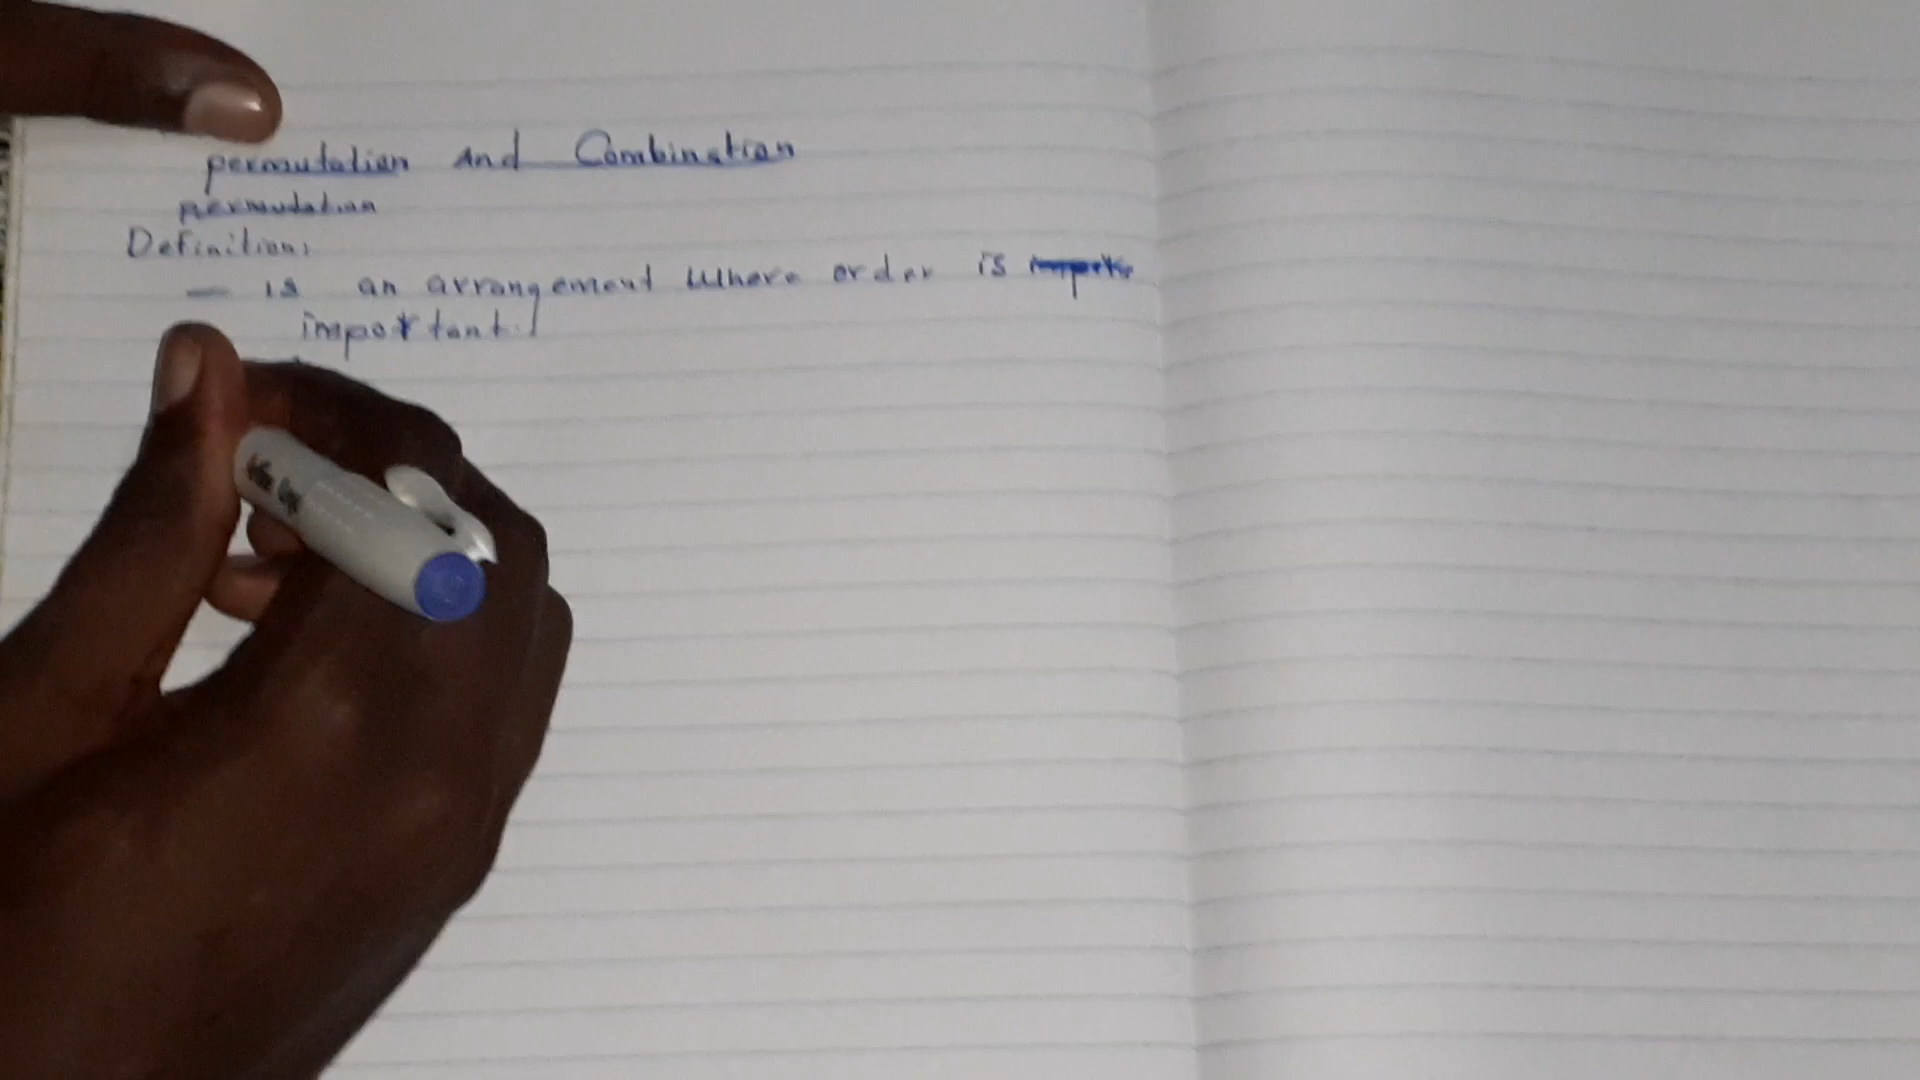 permutation And Combination
permutation
Definition:
— is an arrangement Where order is
important.